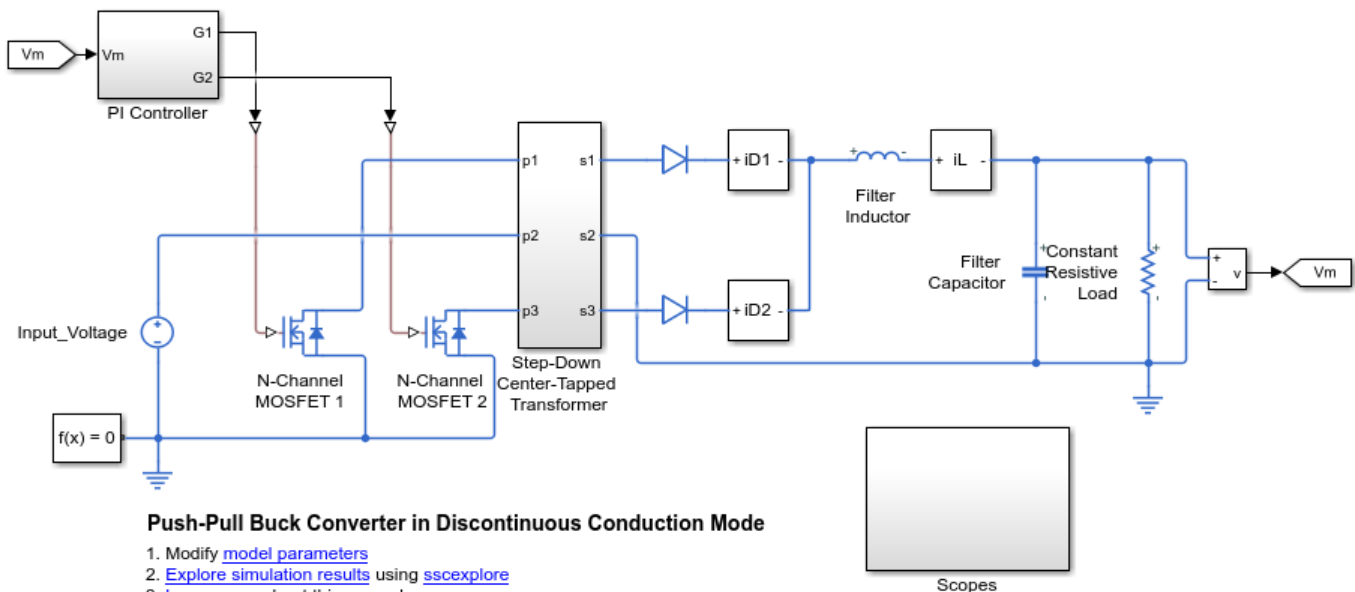 G1
Vm
Vm
G2
PI Controller
p1
s1
+ iD1 -
+ -
+ iL -
Filter
Inductor
p2
s2
+
Filter
Capacitor
-
+
Constant
Resistive
Load
-
+
-
v
Vm
Input_Voltage
+
−
p3
s3
+ iD2 -
N-Channel
MOSFET 1
N-Channel
MOSFET 2
Step-Down
Center-Tapped
Transformer
f(x) = 0
Push-Pull Buck Converter in Discontinuous Conduction Mode
1. Modify model parameters
2. Explore simulation results using sscexplore
Scopes